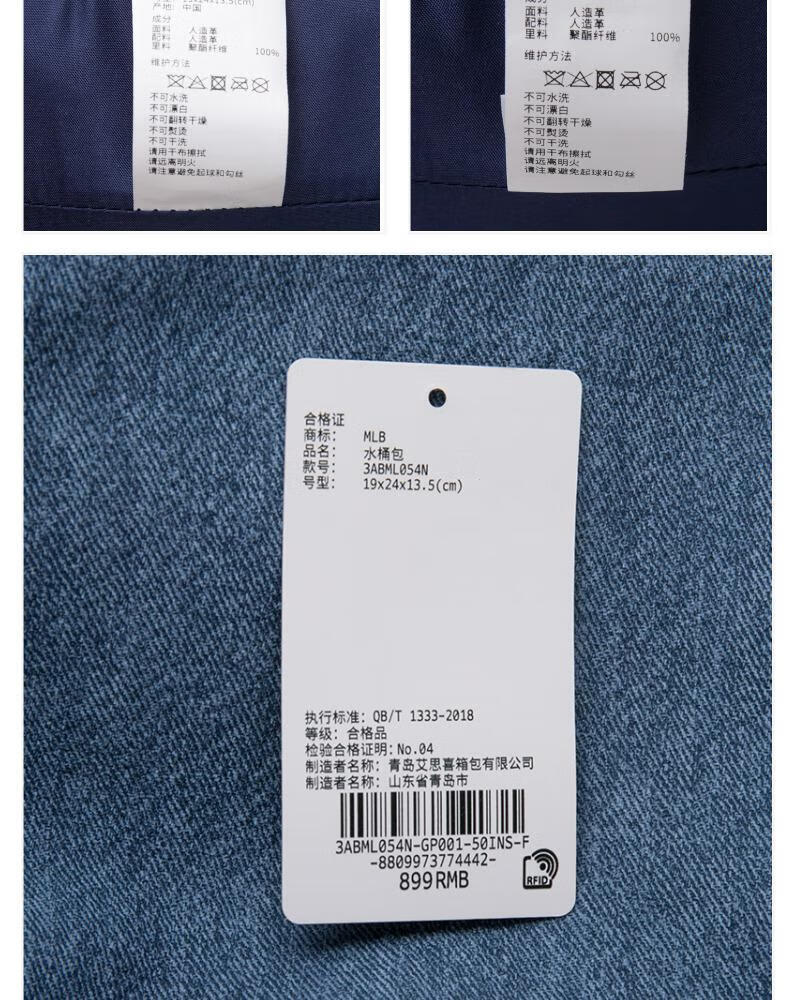 产地: 中国
成分
面料 人造革
配料 人造革
里料 聚酯纤维 100%
维护方法
不可水洗
不可漂白
不可翻转干燥
不可熨烫
不可干洗
请用干布擦拭
请远离明火
请注意避免起球和勾丝
面料 人造革
配料 人造革
里料 聚酯纤维 100%
维护方法
不可水洗
不可漂白
不可翻转干燥
不可熨烫
不可干洗
请用干布擦拭
请远离明火
请注意避免起球和勾丝
合格证
商标: MLB
品名: 水桶包
款号: 3ABML054N
号型: 19x24x13.5(cm)
执行标准: QB/T 1333-2018
等级: 合格品
检验合格证明: No.04
制造者名称: 青岛艾思喜箱包有限公司
制造者名称: 山东省青岛市
3ABML054N-GP001-50INS-F
-8809973774442-
899RMB
RFID